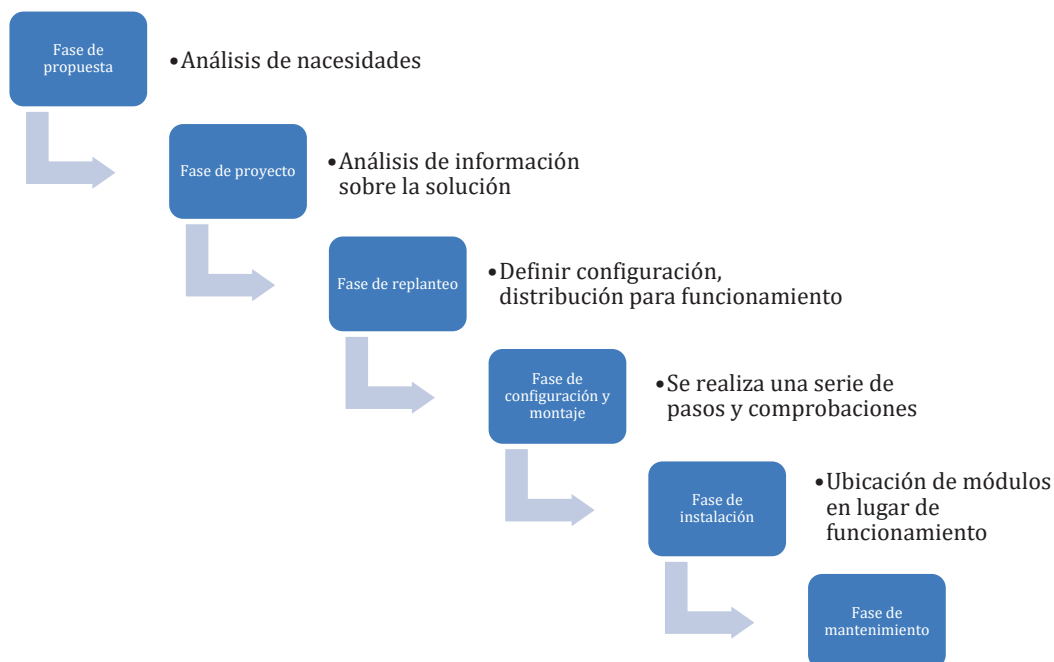 Fase de
propuesta
•Análisis de nacesidades
Fase de proyecto
•Análisis de información
sobre la solución
Fase de replanteo
•Definir configuración,
distribución para funcionamiento
Fase de
configuración y
montaje
•Se realiza una serie de
pasos y comprobaciones
Fase de
instalación
•Ubicación de módulos
en lugar de
funcionamiento
Fase de
mantenimiento